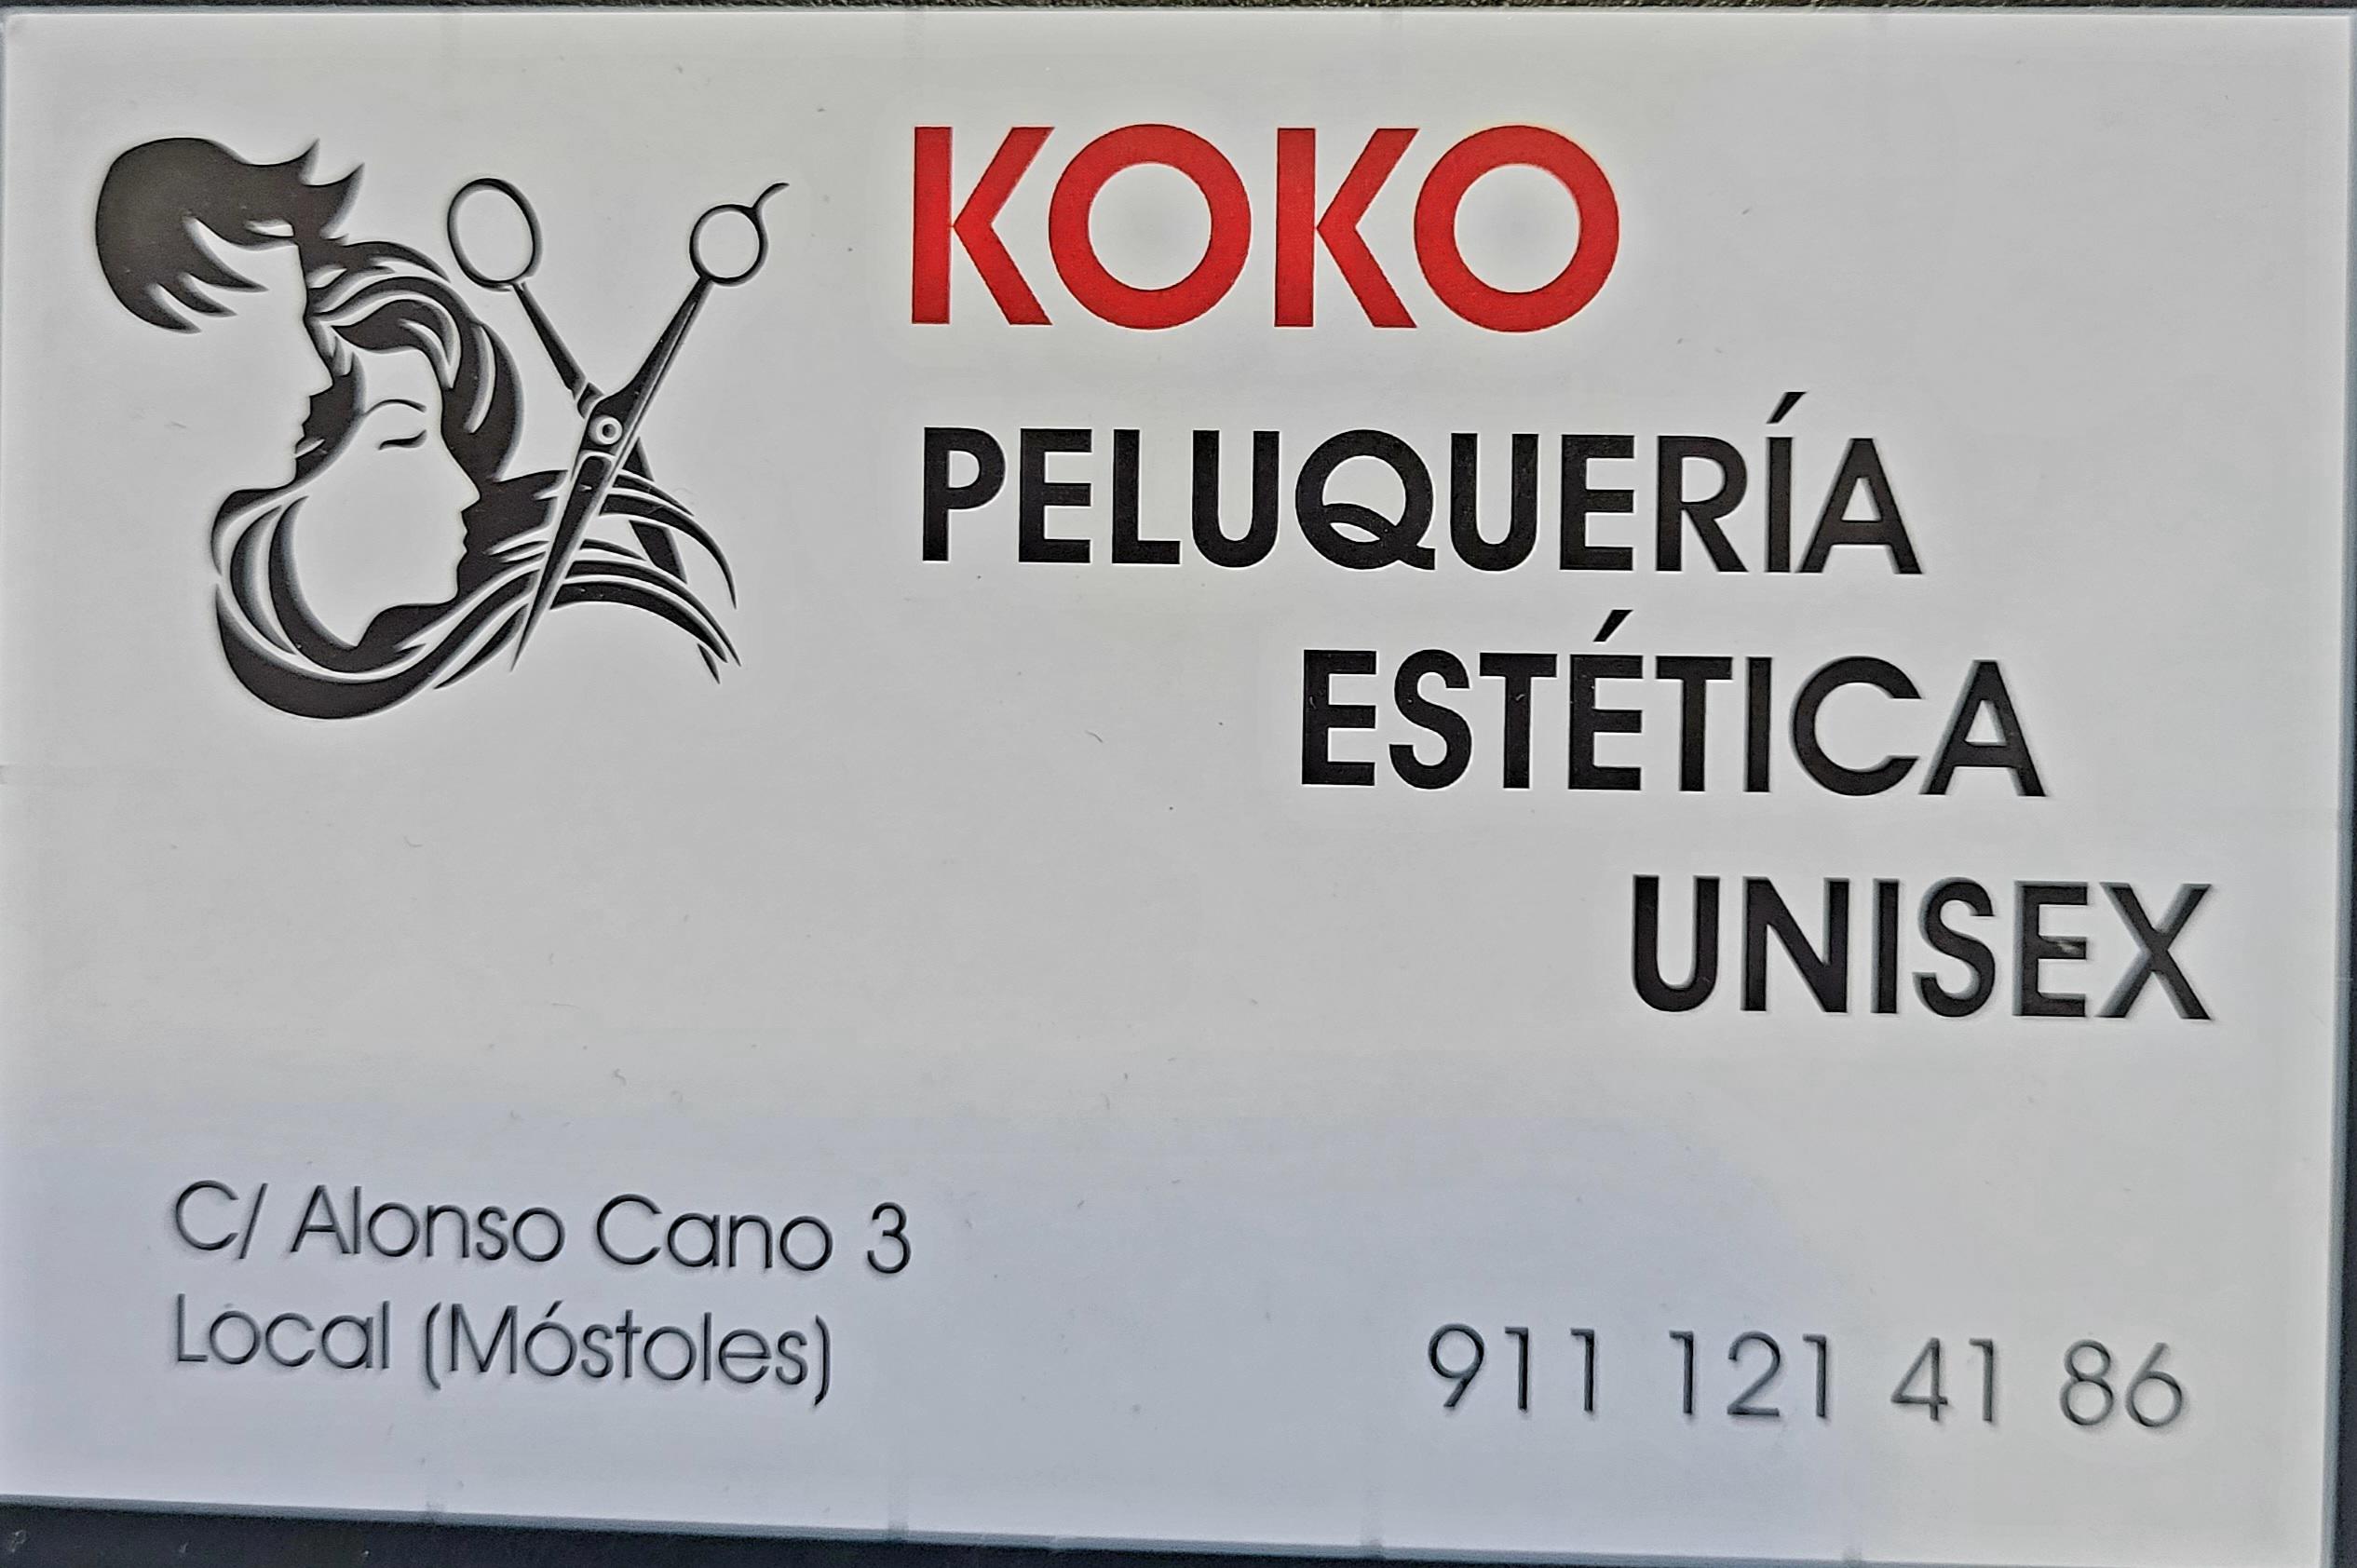 KOKO
PELUQUERÍA
ESTÉTICA
UNISEX
C/ Alonso Cano 3
Local (Móstoles)
911 121 41 86